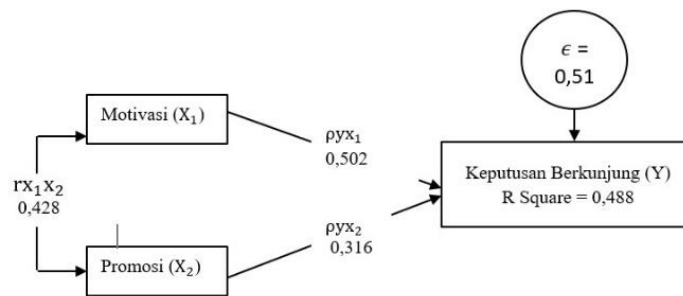 ϵ =
0,51
Motivasi (X₁)
ρyx₁
0,502
Keputusan Berkunjung (Y)
R Square = 0,488
rx₁x₂
0,428
ρyx₂
0,316
Promosi (X₂)